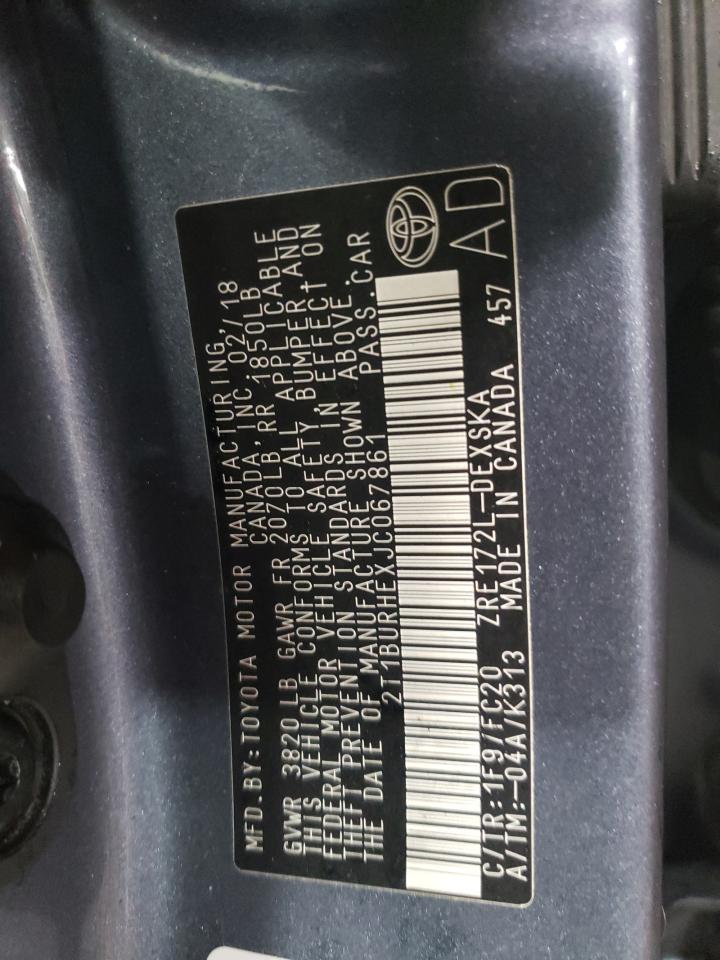 MFD.BY:TOYOTA MOTOR MANUFACTURING,
CANADA,INC. 02/18
GVWR 3820 LB GAWR FR 2070LB RR 1850LB
THIS VEHICLE CONFORMS TO ALL APPLICABLE
FEDERAL MOTOR VEHICLE SAFETY, BUMPER, AND
THEFT PREVENTION STANDARDS IN EFFECT ON
THE DATE OF MANUFACTURE SHOWN ABOVE.
2T1BURHEXJC067861 PASS.CAR
C/TR:1F9/FC20 ZRE172L-DEXSKA
A/TM:-04A/K313 MADE IN CANADA 457
AD